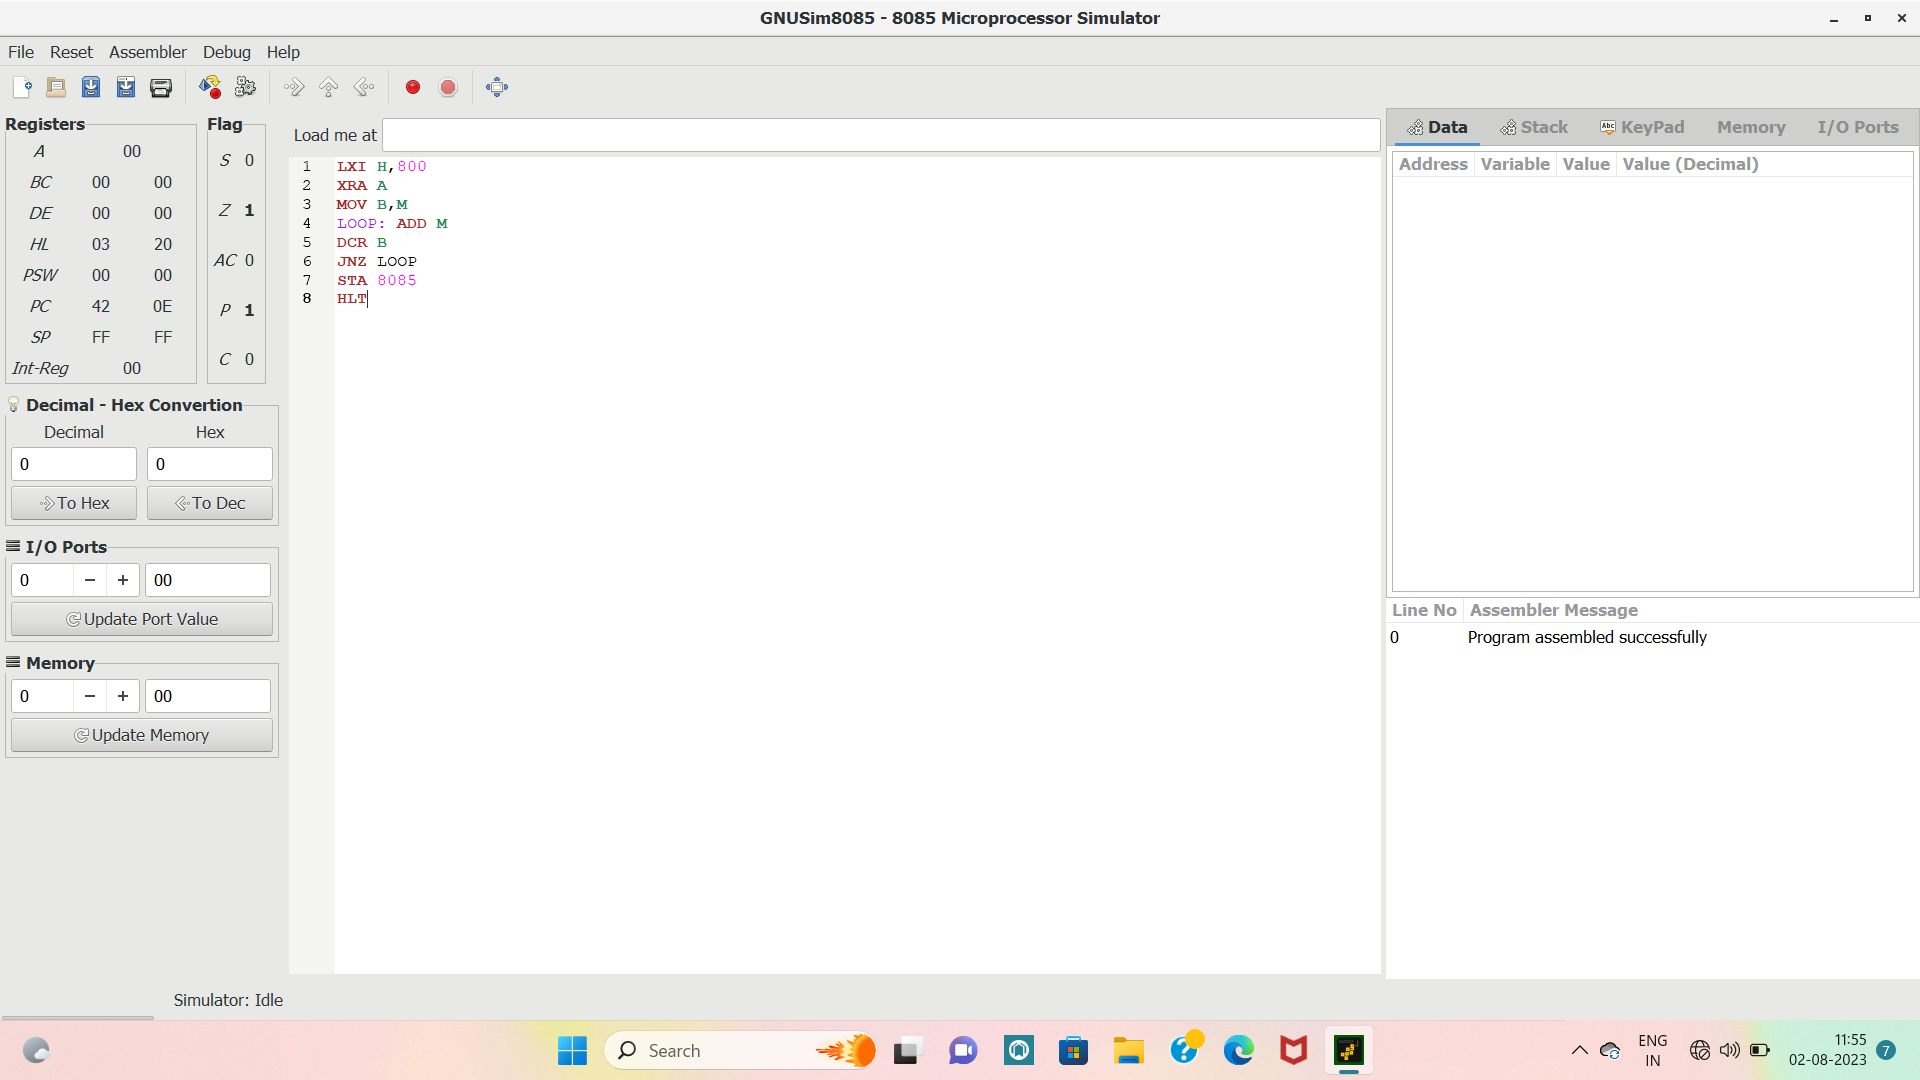 GNUSim8085 - 8085 Microprocessor Simulator
File Reset Assembler Debug Help
Registers
A 00
BC 00 00
DE 00 00
HL 03 20
PSW 00 00
PC 42 0E
SP FF FF
Int-Reg 00
Flag
S 0
Z 1
AC 0
P 1
C 0
Decimal - Hex Convertion
Decimal Hex
0 0
To Hex To Dec
I/O Ports
0 − + 00
Update Port Value
Memory
0 − + 00
Update Memory
Load me at
1 LXI H,800
2 XRA A
3 MOV B,M
4 LOOP: ADD M
5 DCR B
6 JNZ LOOP
7 STA 8085
8 HLT
Data Stack Abc KeyPad Memory I/O Ports
Address Variable Value Value (Decimal)
Line No Assembler Message
0 Program assembled successfully
Simulator: Idle
Search
ENG
IN
11:55
02-08-2023
7